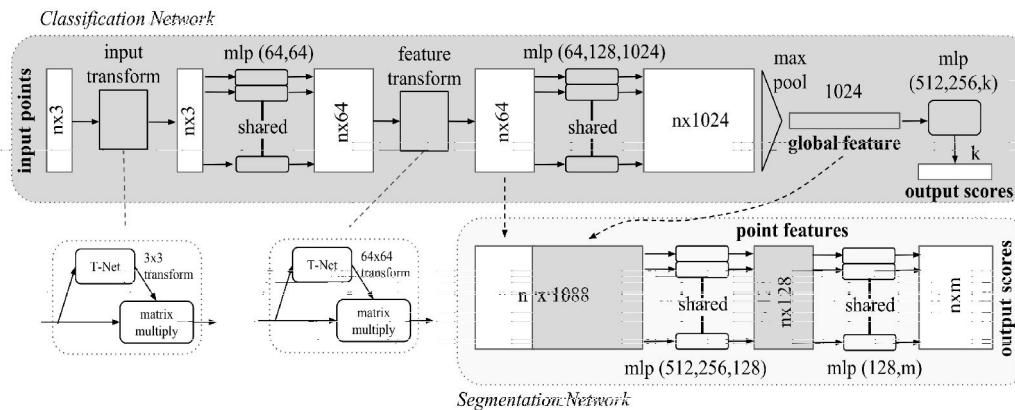 Classification Network
input points
nx3
input
transform
nx3
mlp (64,64)
shared
nx64
feature
transform
nx64
mlp (64,128,1024)
shared
nx1024
max
pool
1024
global feature
mlp
(512,256,k)
k
output scores
T-Net
3x3
transform
matrix
multiply
T-Net
64x64
transform
matrix
multiply
point features
n x 1088
shared
mlp (512,256,128)
nx128
shared
mlp (128,m)
nxm
output scores
Segmentation Network